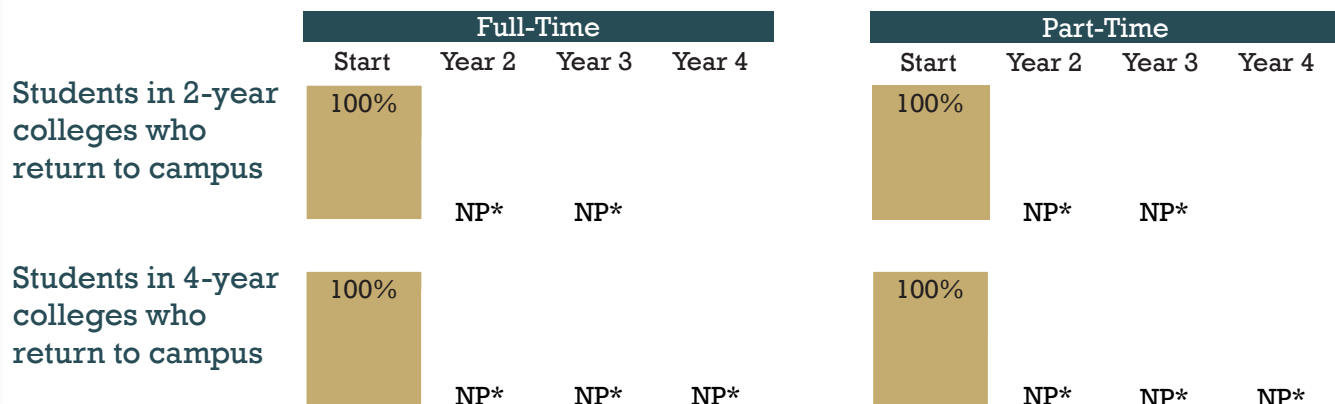 Full-Time
Part-Time
Start Year 2 Year 3 Year 4
Start Year 2 Year 3 Year 4
Students in 2-year
colleges who
return to campus
100%
NP* NP*
100%
NP* NP*
Students in 4-year
colleges who
return to campus
100%
NP* NP* NP*
100%
NP* NP* NP*